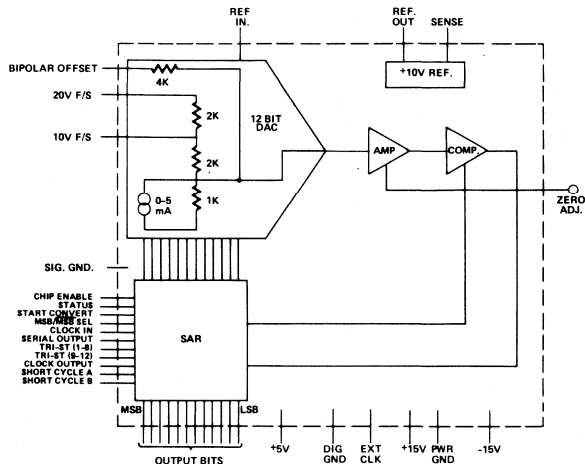 REF
IN.
REF.
OUT
SENSE
BIPOLAR OFFSET
4K
+10V REF.
20V F/S
2K
12 BIT
DAC
10V F/S
2K
AMP
COMP.
0–5
mA
1K
ZERO
ADJ.
SIG. GND.
CHIP ENABLE
STATUS
START CONVERT
MSB/MSB SEL
CLOCK IN
SERIAL OUTPUT
TRI-ST (1-8)
TRI-ST (9-12)
CLOCK OUTPUT
SHORT CYCLE A
SHORT CYCLE B
SAR
MSB
LSB
OUTPUT BITS
+5V
DIG
GND
EXT
CLK
+15V
PWR
GND
-15V